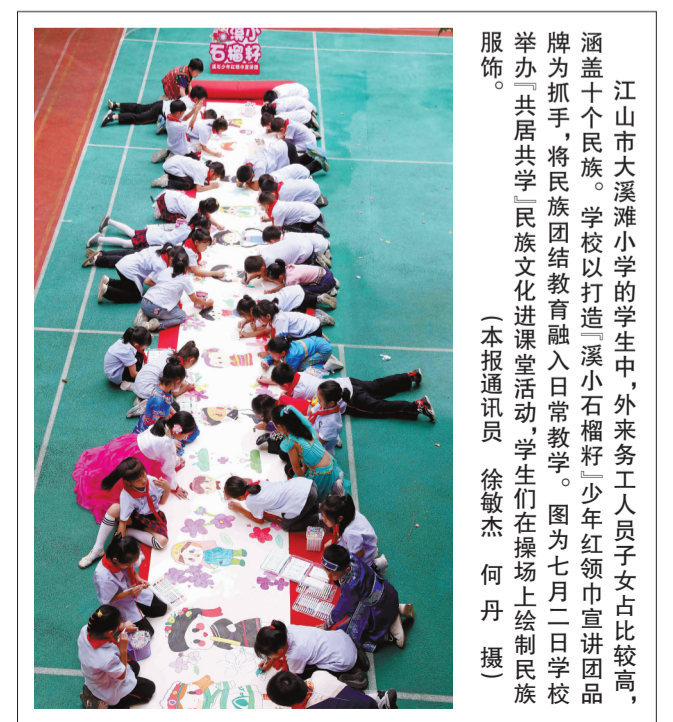 溪小
石榴籽
江山市大溪滩小学的学生中，外来务工人员子女占比较高，
涵盖十个民族。学校以打造『溪小石榴籽』少年红领巾宣讲团品
牌为抓手，将民族团结教育融入日常教学。图为七月二日学校
举办『共居共学』民族文化进课堂活动，学生们在操场上绘制民族
服饰。
（本报通讯员　徐敏杰　何　丹　摄）